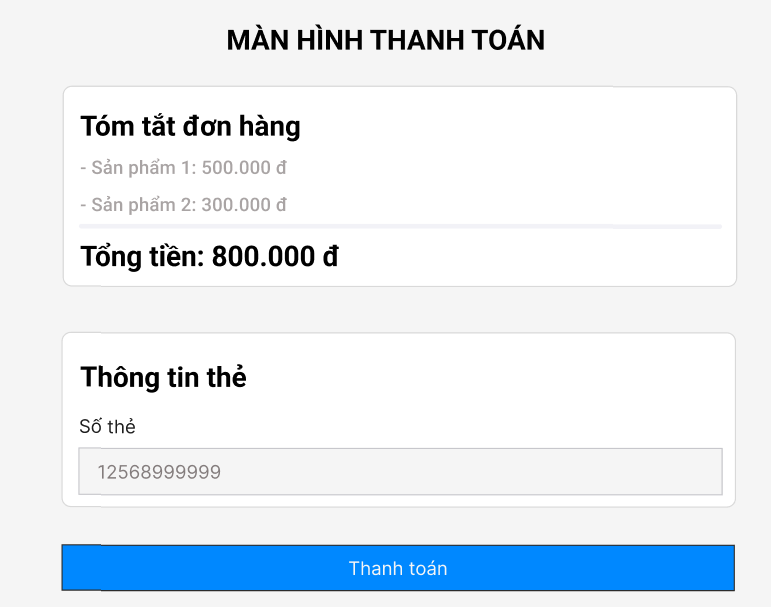 MÀN HÌNH THANH TOÁN
Tóm tắt đơn hàng
- Sản phẩm 1: 500.000 đ
- Sản phẩm 2: 300.000 đ
Tổng tiền: 800.000 đ
Thông tin thẻ
Số thẻ
12568999999
Thanh toán